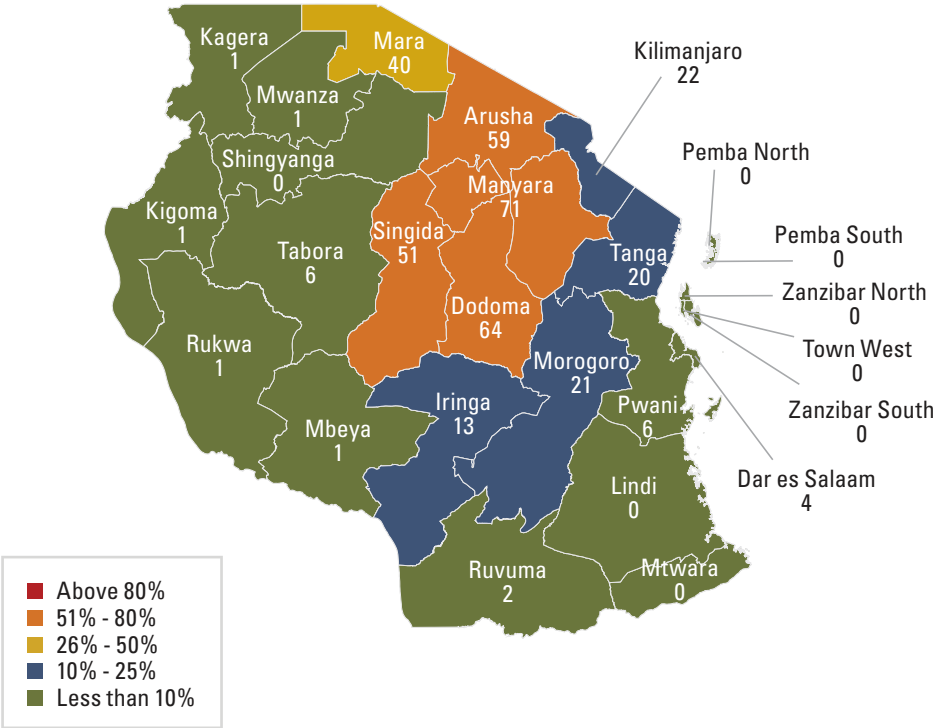 Kagera
1
Mara
40
Kilimanjaro
22
Mwanza
1
Arusha
59
Pemba North
0
Shingyanga
0
Manyara
71
Kigoma
1
Singida
51
Tabora
6
Tanga
20
Pemba South
0
Zanzibar North
0
Dodoma
64
Rukwa
1
Morogoro
21
Town West
0
Iringa
13
Pwani
6
Zanzibar South
0
Mbeya
1
Dar es Salaam
4
Lindi
0
Ruvuma
2
Mtwara
0
Above 80%
51% - 80%
26% - 50%
10% - 25%
Less than 10%